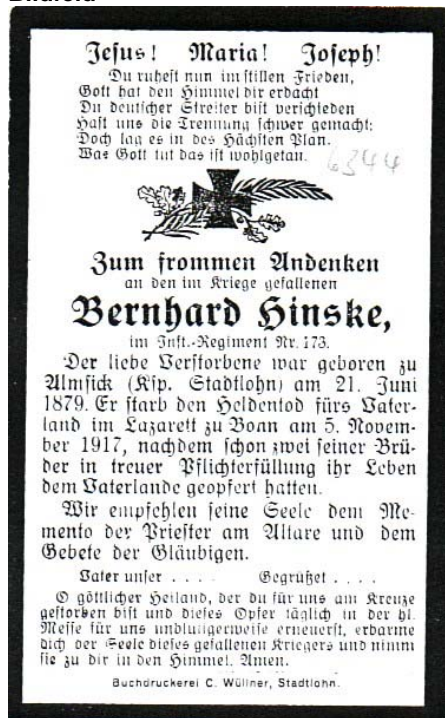 Jesus! Maria! Joseph!
Du ruhest nun im stillen Frieden,
Gott hat den Himmel dir erdacht
Du deutscher Streiter bist verschieden
Hast uns die Trennung schwer gemacht;
Doch lag es in des Höchsten Plan.
Was Gott tut das ist wohlgetan.
6344
Zum frommen Andenken
an den im Kriege gefallenen
Bernhard Hinske,
im Inft.-Regiment Nr. 173.
Der liebe Verstorbene war geboren zu
Almsick (Ksp. Stadtlohn) am 21. Juni
1879. Er starb den Heldentod fürs Vater-
land im Lazarett zu Boan am 5. Novem-
ber 1917, nachdem schon zwei seiner Brü-
der in treuer Pflichterfüllung ihr Leben
dem Vaterlande geopfert hatten.
Wir empfehlen seine Seele dem Me-
mento der Priester am Altare und dem
Gebete der Gläubigen.
Vater unser . . . . Gegrüßet . . . .
O göttlicher Heiland, der du für uns am Kreuze
gestorben bist und dieses Opfer täglich in der hl.
Messe für uns unblutigerweise erneuerst, erbarme
dich der Seele dieses gefallenen Kriegers und nimm
sie zu dir in den Himmel. Amen.
Buchdruckerei C. Wüllner, Stadtlohn.